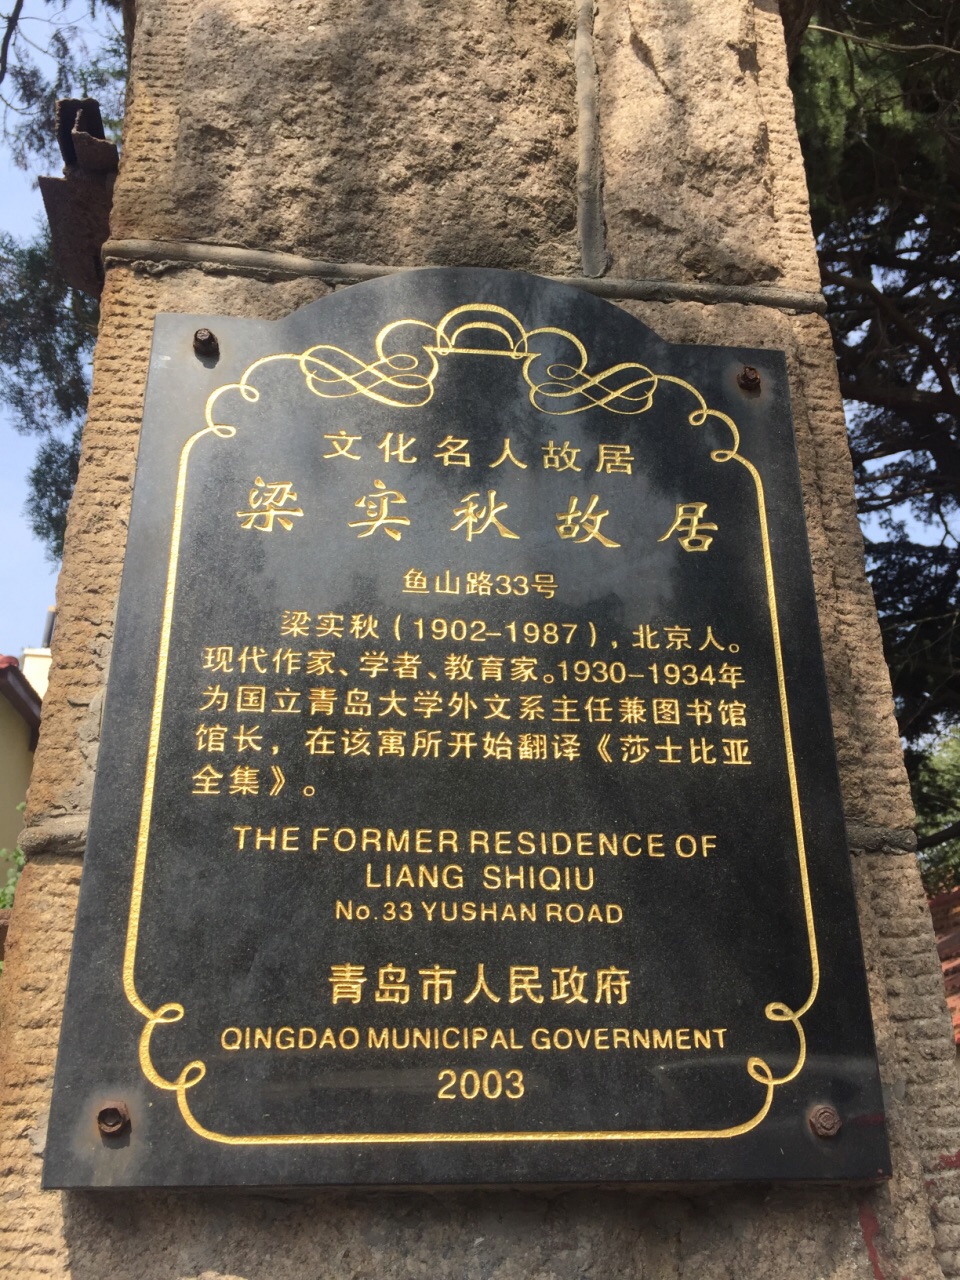 文化名人故居
梁实秋故居
鱼山路33号
梁实秋（1902-1987），北京人。
现代作家、学者、教育家。1930-1934年
为国立青岛大学外文系主任兼图书馆
馆长，在该寓所开始翻译《莎士比亚
全集》。
THE FORMER RESIDENCE OF
LIANG SHIQIU
No.33 YUSHAN ROAD
青岛市人民政府
QINGDAO MUNICIPAL GOVERNMENT
2003